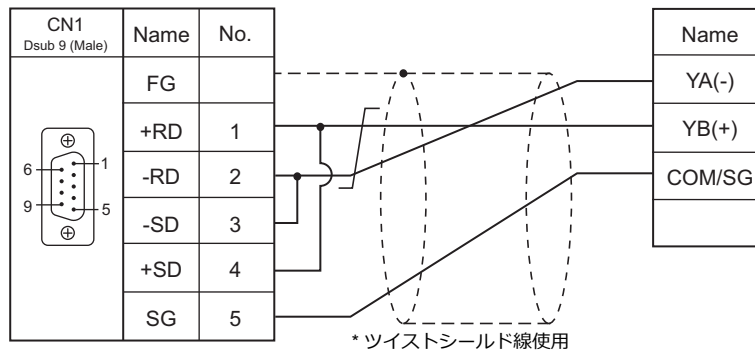 CN1
Dsub 9 (Male)
Name
No.
Name
FG
YA(-)
+RD
1
YB(+)
6
1
-RD
2
COM/SG
9
5
-SD
3
+SD
4
SG
5
* ツイストシールド線使用